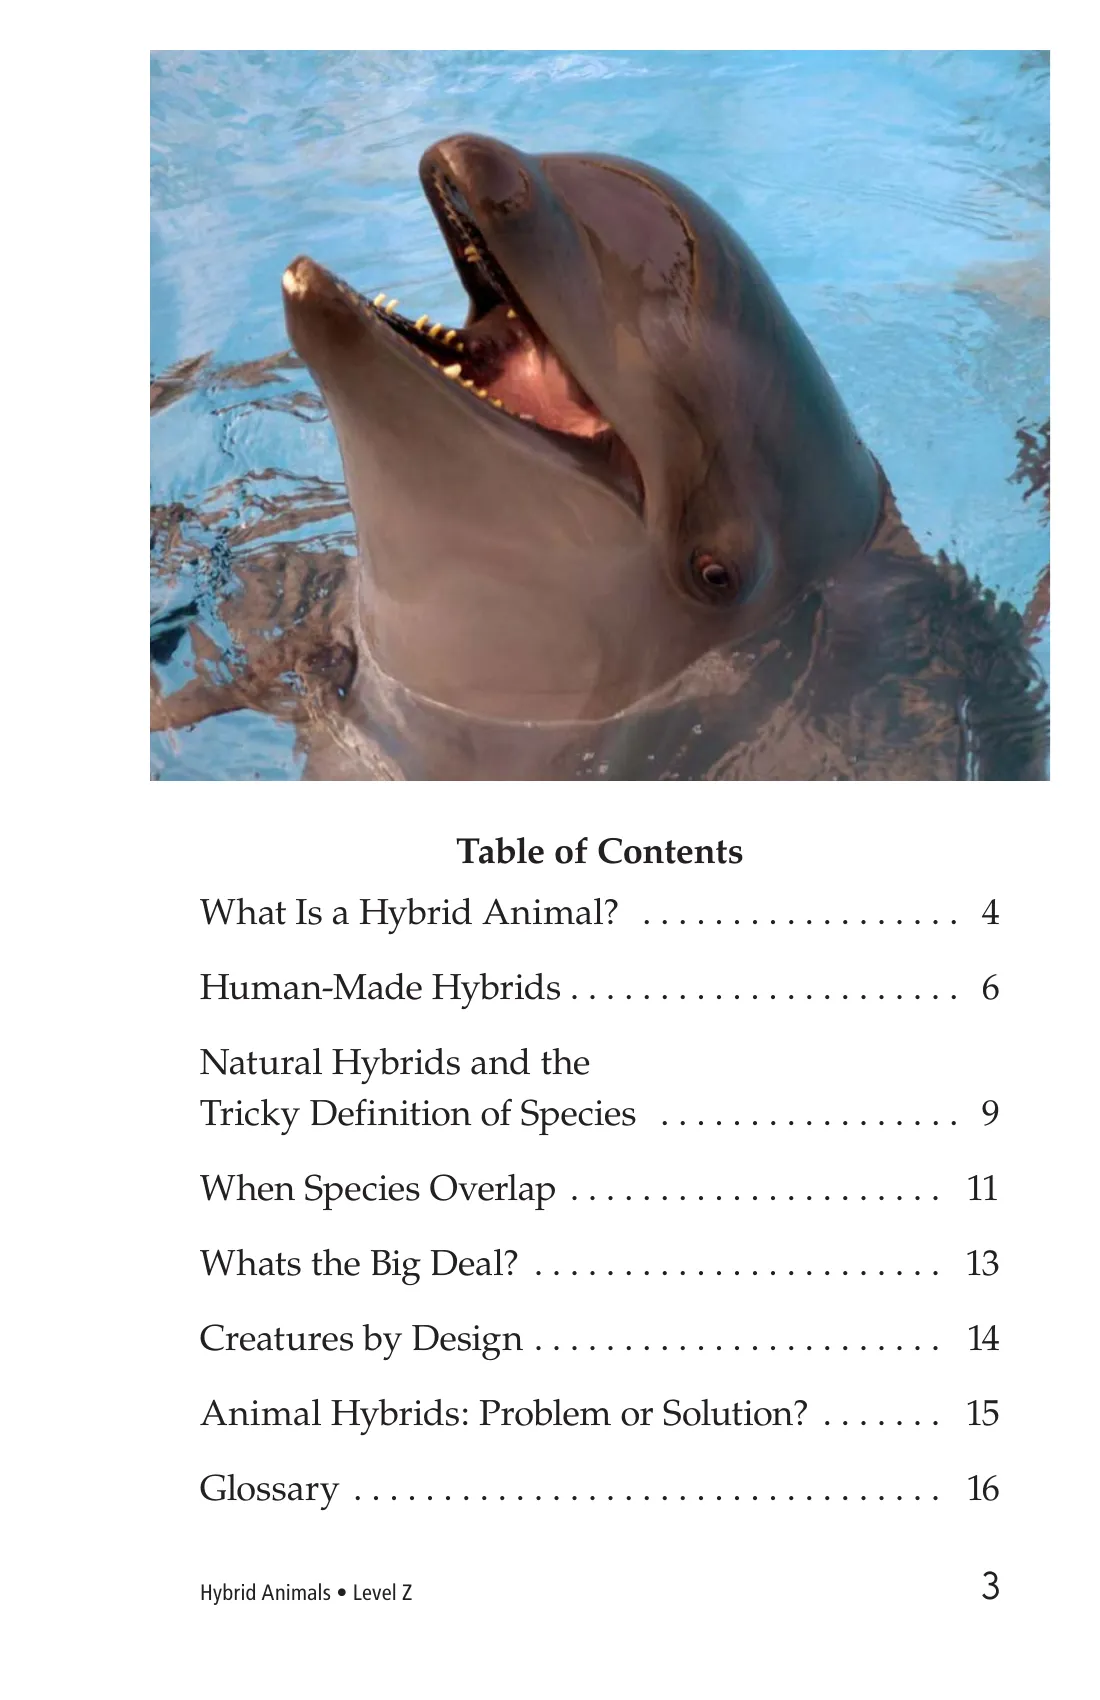 Table of Contents
What Is a Hybrid Animal? . . . . . . . . . . . . . . . . . . 4
Human-Made Hybrids . . . . . . . . . . . . . . . . . . . . . . 6
Natural Hybrids and the
Tricky Definition of Species . . . . . . . . . . . . . . . . . 9
When Species Overlap . . . . . . . . . . . . . . . . . . . . . 11
Whats the Big Deal? . . . . . . . . . . . . . . . . . . . . . . . 13
Creatures by Design . . . . . . . . . . . . . . . . . . . . . . . 14
Animal Hybrids: Problem or Solution? . . . . . . . 15
Glossary . . . . . . . . . . . . . . . . . . . . . . . . . . . . . . . . . 16
Hybrid Animals • Level Z 3